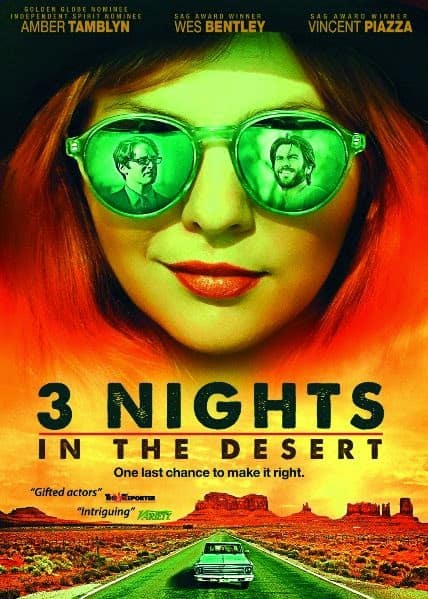 GOLDEN GLOBE NOMINEE
INDEPENDENT SPIRIT NOMINEE
AMBER TAMBLYN
SAG AWARD WINNER
WES BENTLEY
SAG AWARD WINNER
VINCENT PIAZZA
3 NIGHTS
IN THE DESERT
One last chance to make it right.
"Gifted actors"
"Intriguing" VARIETY